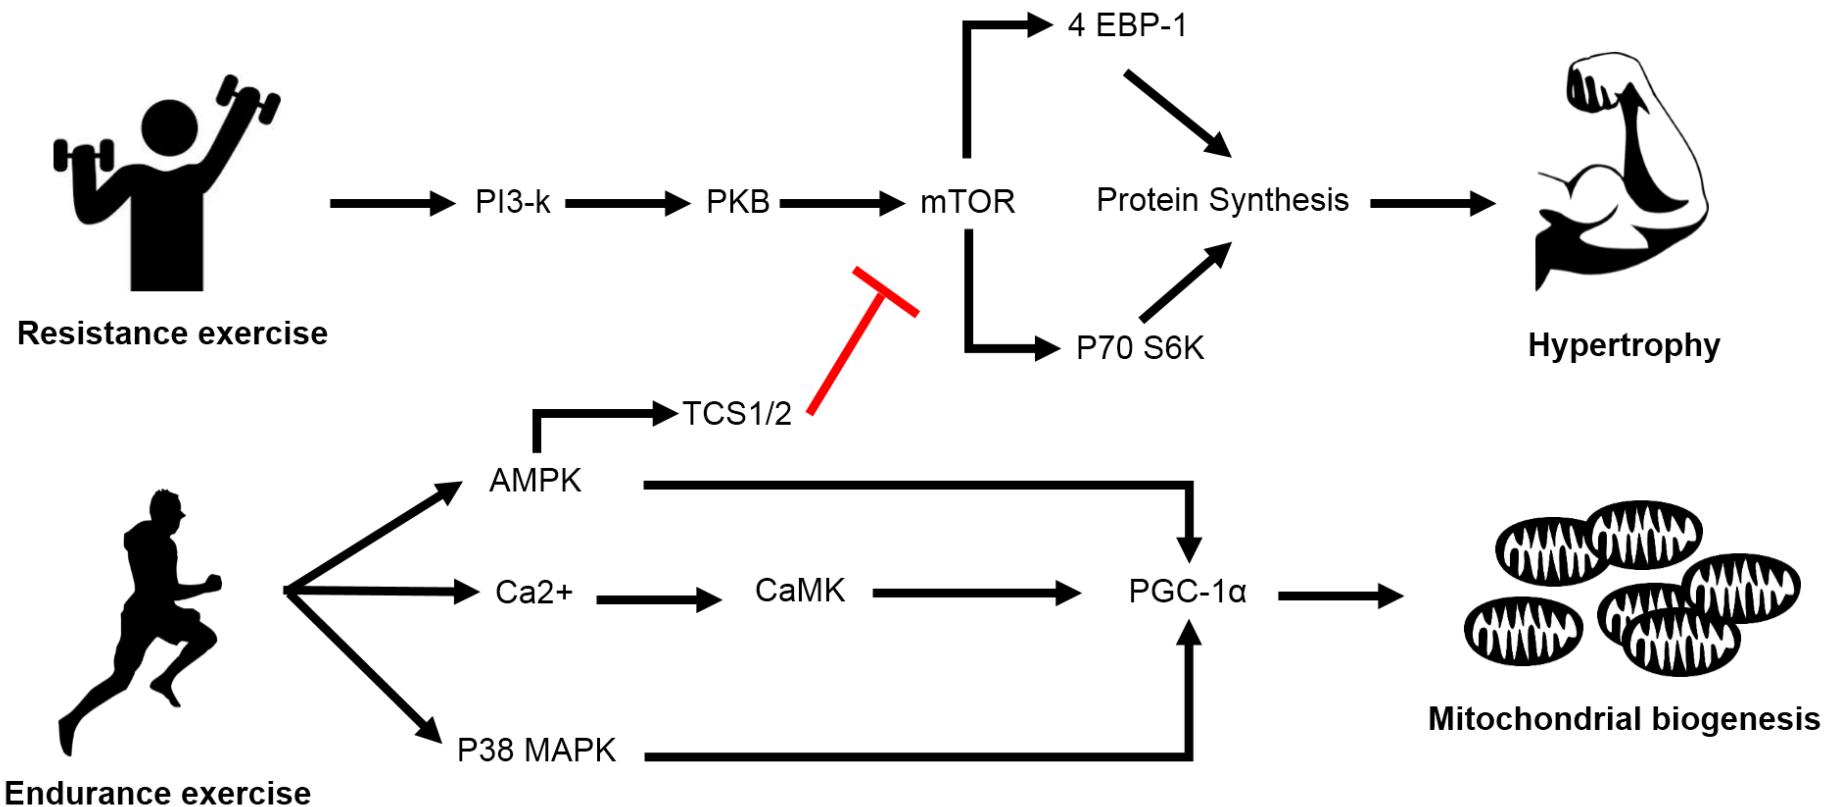 4 EBP-1
PI3-k
PKB
mTOR
Protein Synthesis
Resistance exercise
P70 S6K
Hypertrophy
TCS1/2
AMPK
Ca2+
CaMK
PGC-1α
P38 MAPK
Mitochondrial biogenesis
Endurance exercise